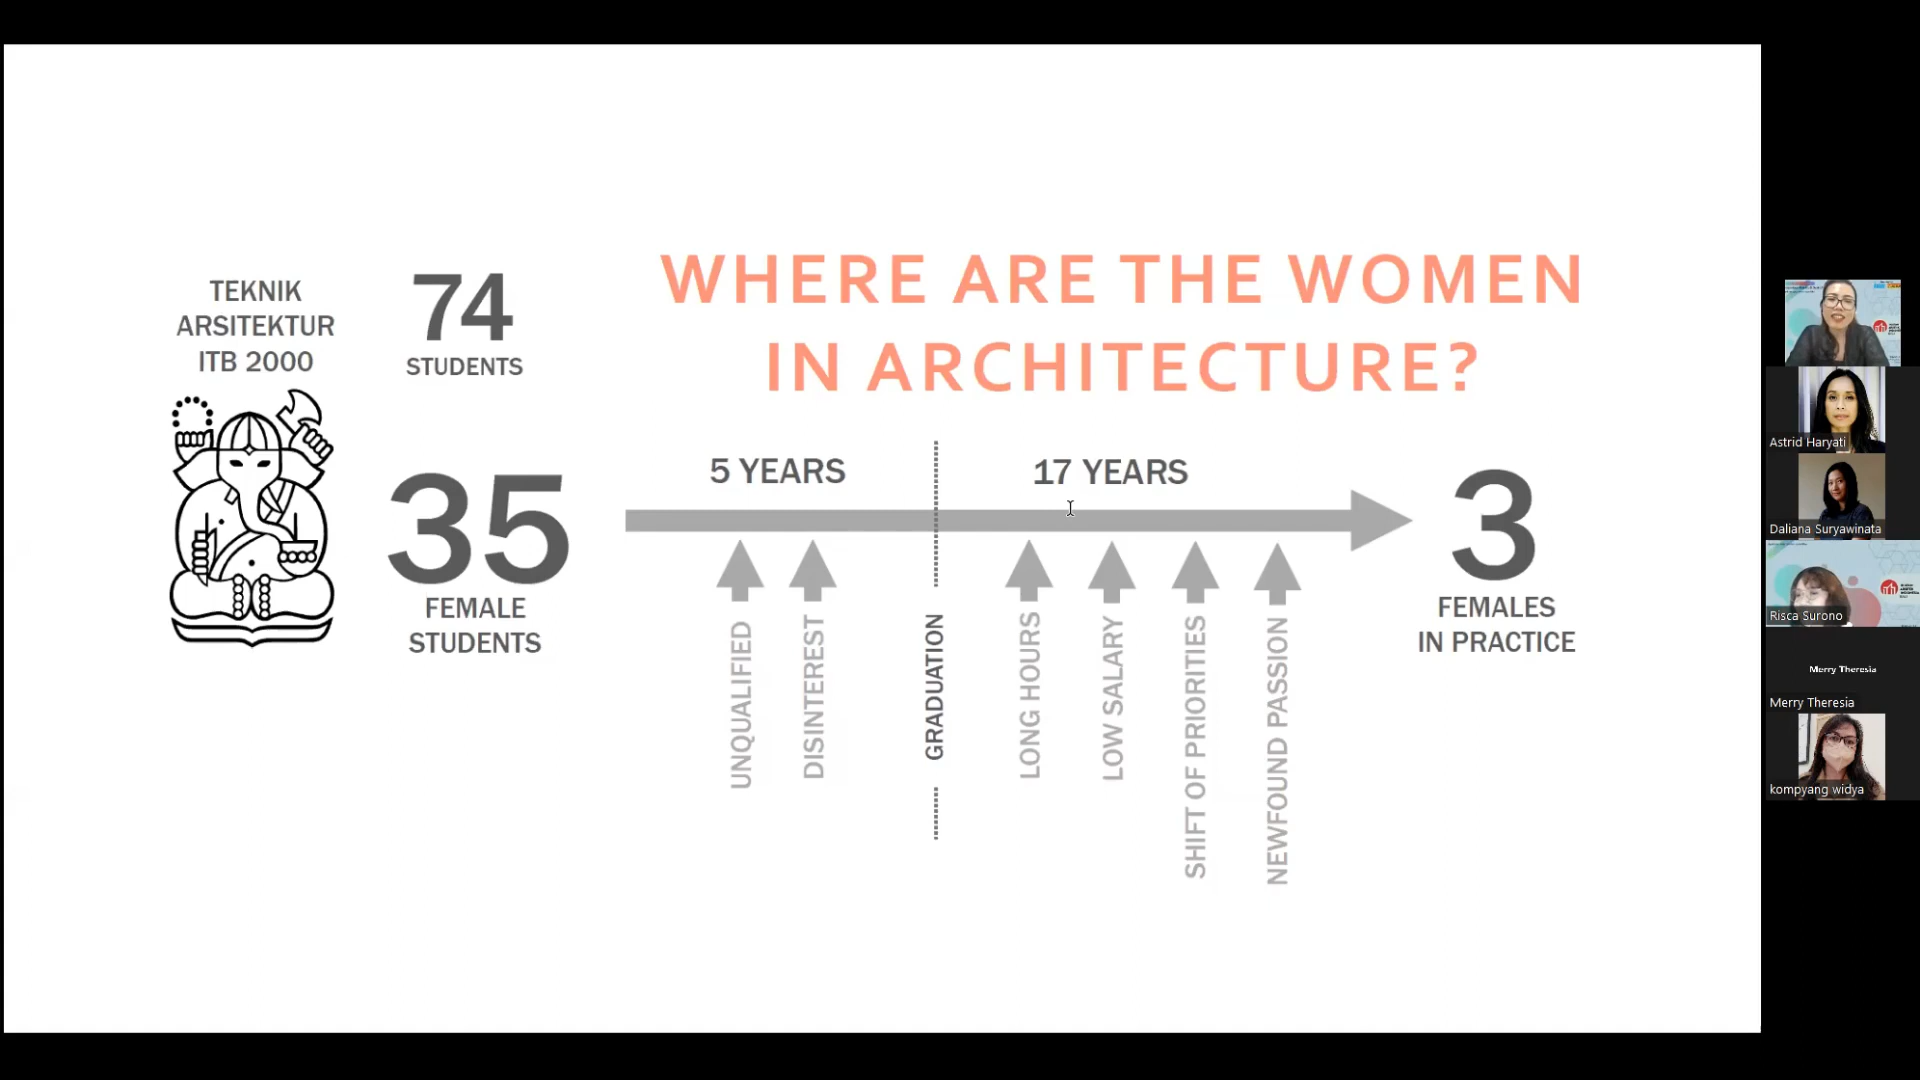 TEKNIK
ARSITEKTUR
ITB 2000
74
STUDENTS
35
FEMALE
STUDENTS
WHERE ARE THE WOMEN
IN ARCHITECTURE?
5 YEARS
17 YEARS
UNQUALIFIED
DISINTEREST
GRADUATION
LONG HOURS
LOW SALARY
SHIFT OF PRIORITIES
NEWFOUND PASSION
3
FEMALES
IN PRACTICE
Astrid Haryati
Daliana Suryawinata
Risca Surono
Merry Theresia
Merry Theresia
kompyang widya